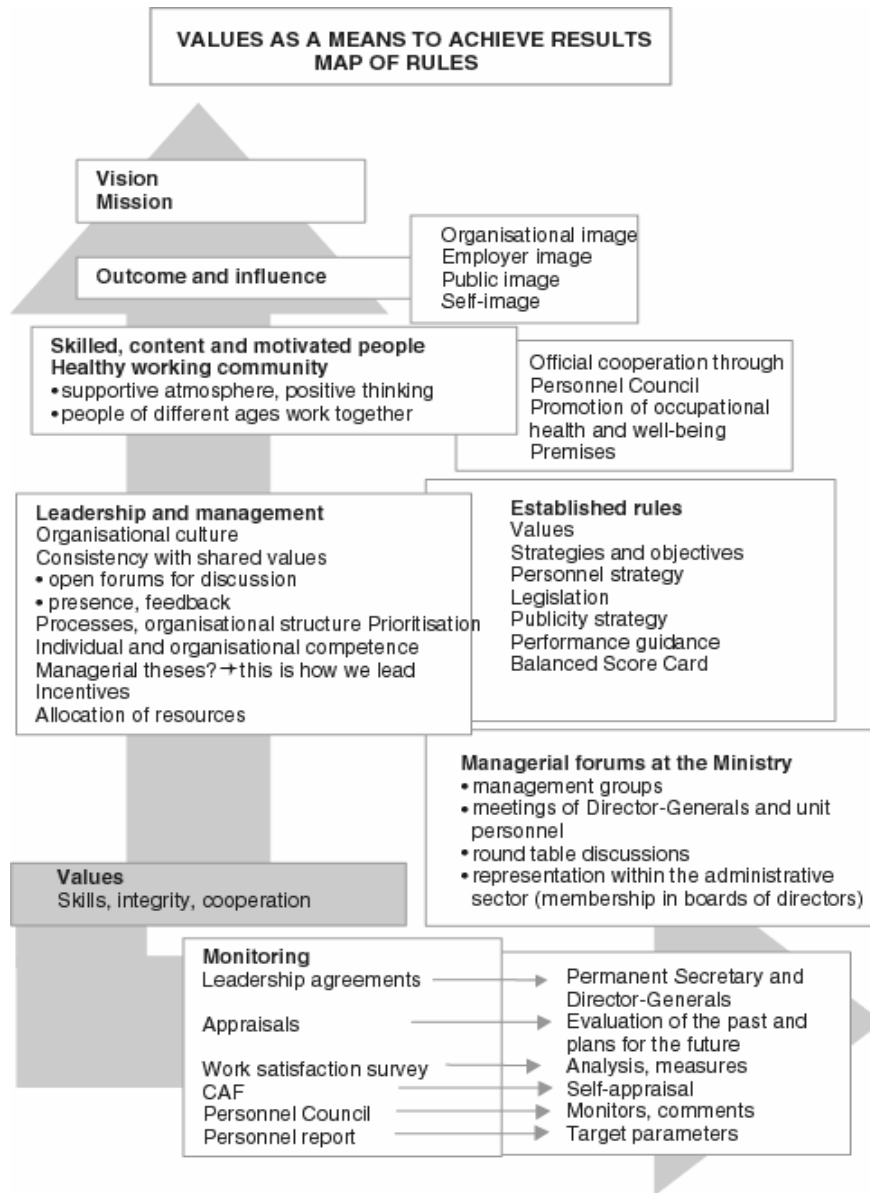 VALUES AS A MEANS TO ACHIEVE RESULTS
MAP OF RULES
Vision
Mission
Outcome and influence
Organisational image
Employer image
Public image
Self-image
Skilled, content and motivated people
Healthy working community
• supportive atmosphere, positive thinking
• people of different ages work together
Official cooperation through
Personnel Council
Promotion of occupational
health and well-being
Premises
Leadership and management
Organisational culture
Consistency with shared values
• open forums for discussion
• presence, feedback
Processes, organisational structure Prioritisation
Individual and organisational competence
Managerial theses?→this is how we lead
Incentives
Allocation of resources
Established rules
Values
Strategies and objectives
Personnel strategy
Legislation
Publicity strategy
Performance guidance
Balanced Score Card
Managerial forums at the Ministry
• management groups
• meetings of Director-Generals and unit
personnel
• round table discussions
• representation within the administrative
sector (membership in boards of directors)
Values
Skills, integrity, cooperation
Monitoring
Leadership agreements
Appraisals
Work satisfaction survey
CAF
Personnel Council
Personnel report
Permanent Secretary and
Director-Generals
Evaluation of the past and
plans for the future
Analysis, measures
Self-appraisal
Monitors, comments
Target parameters